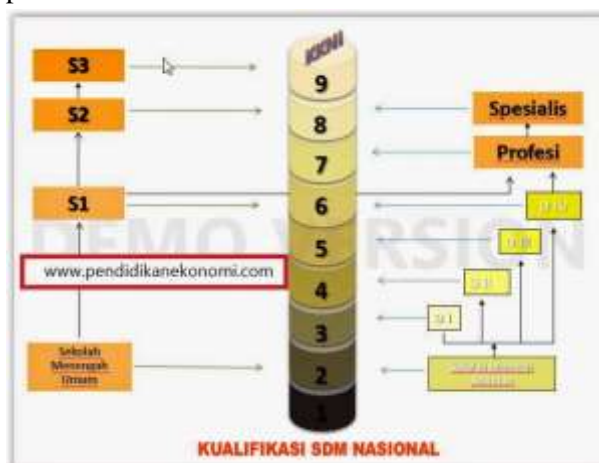 KKNI
S3
9
S2
8
Spesialis
7
Profesi
S1
6
5
DEMO VERSION
www.pendidikanekonomi.com
4
3
Sekolah
Menengah
Umum
2
1
KUALIFIKASI SDM NASIONAL